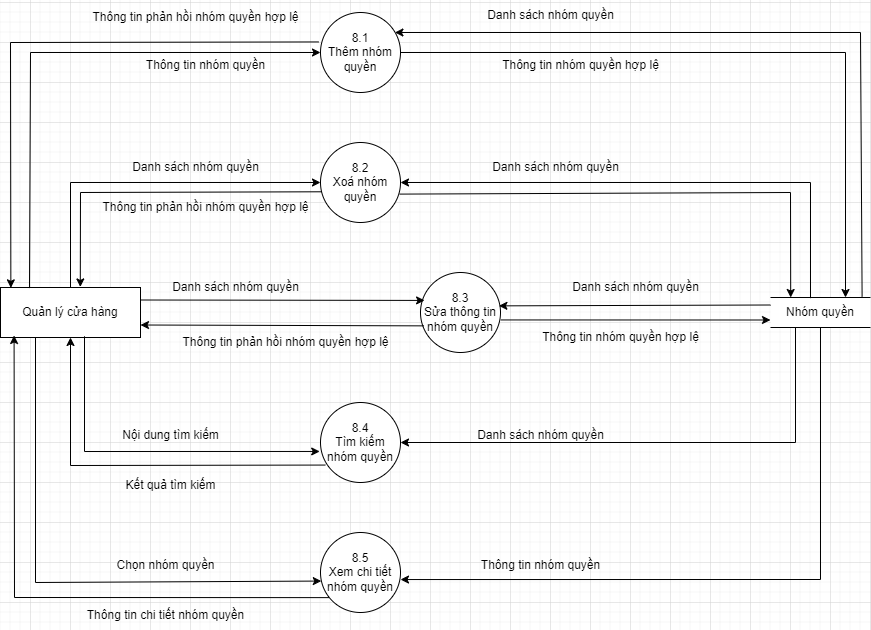 Thông tin phản hồi nhóm quyền hợp lệ
Danh sách nhóm quyền
8.1
Thêm nhóm
quyền
Thông tin nhóm quyền
Thông tin nhóm quyền hợp lệ
Danh sách nhóm quyền
8.2
Xoá nhóm
quyền
Danh sách nhóm quyền
Thông tin phản hồi nhóm quyền hợp lệ
Danh sách nhóm quyền
8.3
Sửa thông tin
nhóm quyền
Danh sách nhóm quyền
Quản lý cửa hàng
Nhóm quyền
Thông tin phản hồi nhóm quyền hợp lệ
Thông tin nhóm quyền hợp lệ
Nội dung tìm kiếm
8.4
Tìm kiếm
nhóm quyền
Danh sách nhóm quyền
Kết quả tìm kiếm
Chọn nhóm quyền
8.5
Xem chi tiết
nhóm quyền
Thông tin nhóm quyền
Thông tin chi tiết nhóm quyền